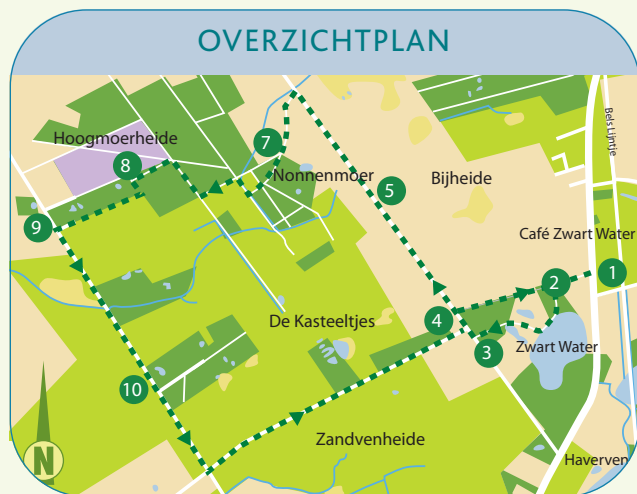 OVERZICHTPLAN
Bels Lijntje
Hoogmoerheide
7
8
Nonnenmoer
5
Bijheide
9
Café Zwart Water
2
1
4
De Kasteeltjes
3
Zwart Water
10
Zandvenheide
Haverven
N